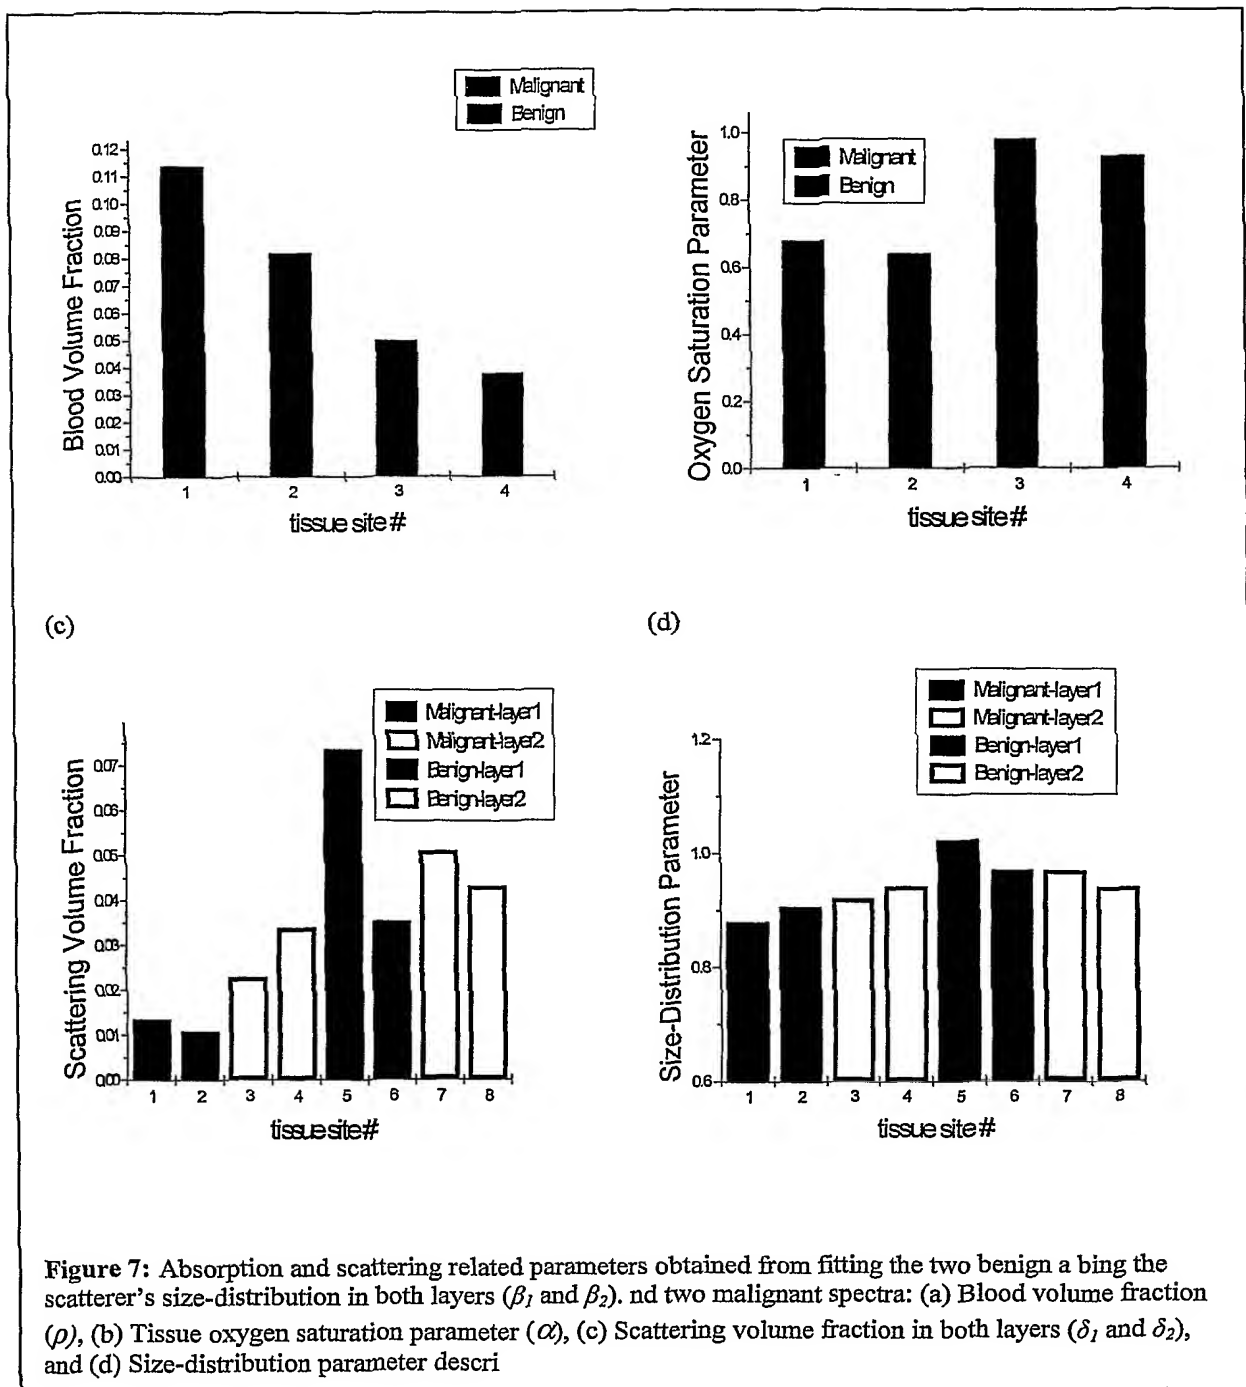 Malignant
Benign
0.12
0.11
0.10
0.09
0.08
0.07
0.06
0.05
0.04
0.03
0.02
0.01
0.00
Blood Volume Fraction
1 2 3 4
tissue site #
Malignant
Benign
1.0
0.8
0.6
0.4
0.2
0.0
Oxygen Saturation Parameter
1 2 3 4
tissue site #
(c)
(d)
Malignant-layer1
Malignant-layer2
Benign-layer1
Benign-layer2
0.07
0.06
0.05
0.04
0.03
0.02
0.01
0.00
Scattering Volume Fraction
1 2 3 4 5 6 7 8
tissue site #
Malignant-layer1
Malignant-layer2
Benign-layer1
Benign-layer2
1.2
1.0
0.8
0.6
Size-Distribution Parameter
1 2 3 4 5 6 7 8
tissue site #
Figure 7: Absorption and scattering related parameters obtained from fitting the two benign a bing the
scatterer's size-distribution in both layers (β1 and β2). nd two malignant spectra: (a) Blood volume fraction
(ρ), (b) Tissue oxygen saturation parameter (α), (c) Scattering volume fraction in both layers (δ1 and δ2),
and (d) Size-distribution parameter descri